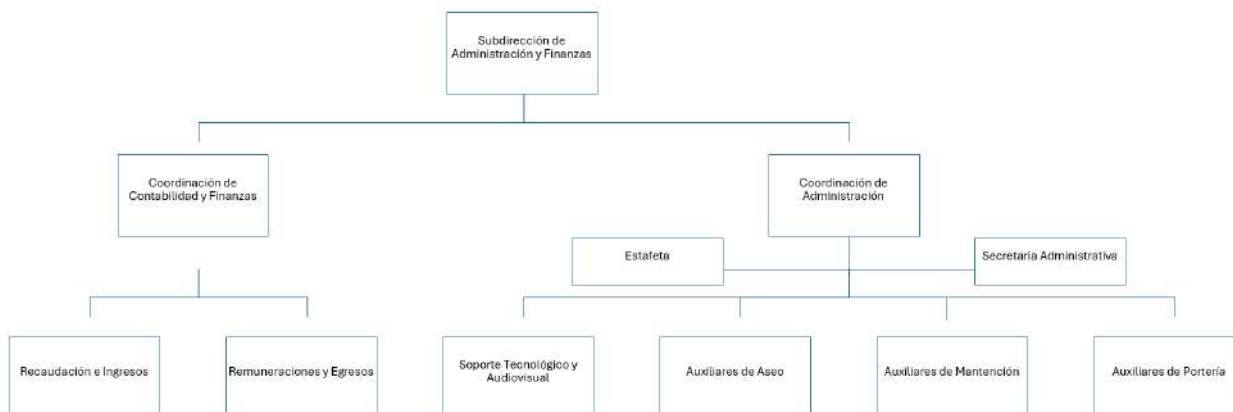 Subdirección de
Administración y Finanzas
Coordinación de
Contabilidad y Finanzas
Coordinación de
Administración
Estafeta
Secretaria Administrativa
Recaudación e Ingresos
Remuneraciones y Egresos
Soporte Tecnológico y
Audiovisual
Auxiliares de Aseo
Auxiliares de Mantención
Auxiliares de Portería